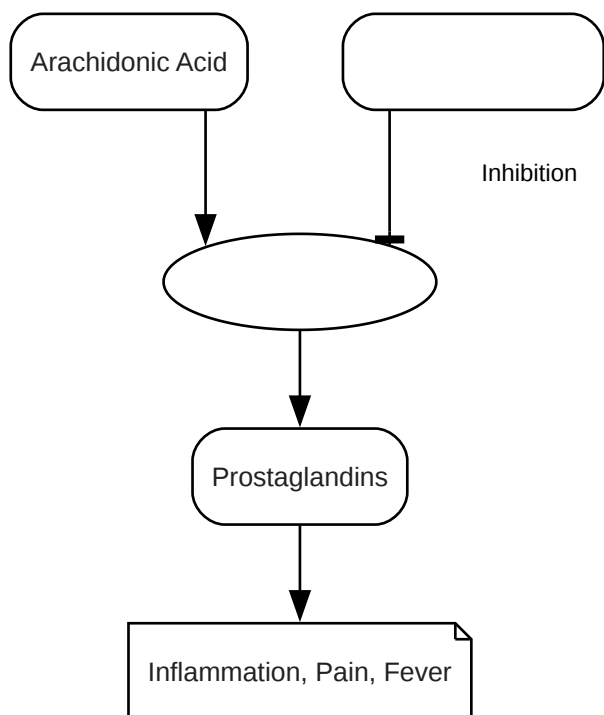 Arachidonic Acid
Inhibition
Prostaglandins
Inflammation, Pain, Fever